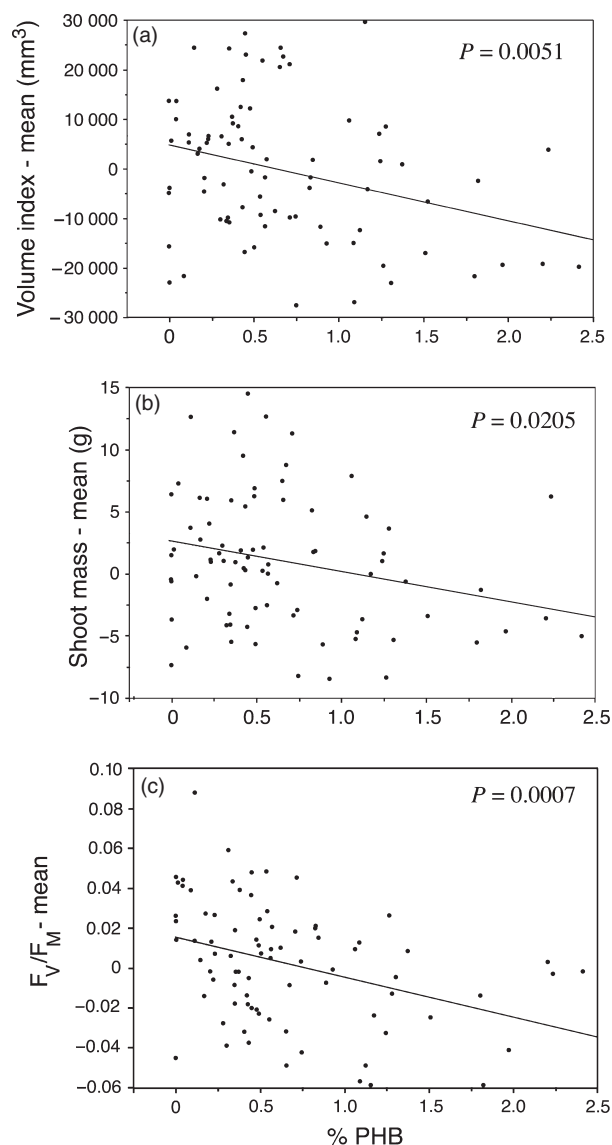 (a)
P = 0.0051
Volume index - mean (mm³)
30 000
20 000
10 000
0
−10 000
−20 000
−30 000
0 0.5 1.0 1.5 2.0 2.5
(b)
P = 0.0205
Shoot mass - mean (g)
15
10
5
0
−5
−10
0 0.5 1.0 1.5 2.0 2.5
(c)
P = 0.0007
FV/FM - mean
0.10
0.08
0.06
0.04
0.02
0
−0.02
−0.04
−0.06
0 0.5 1.0 1.5 2.0 2.5
% PHB